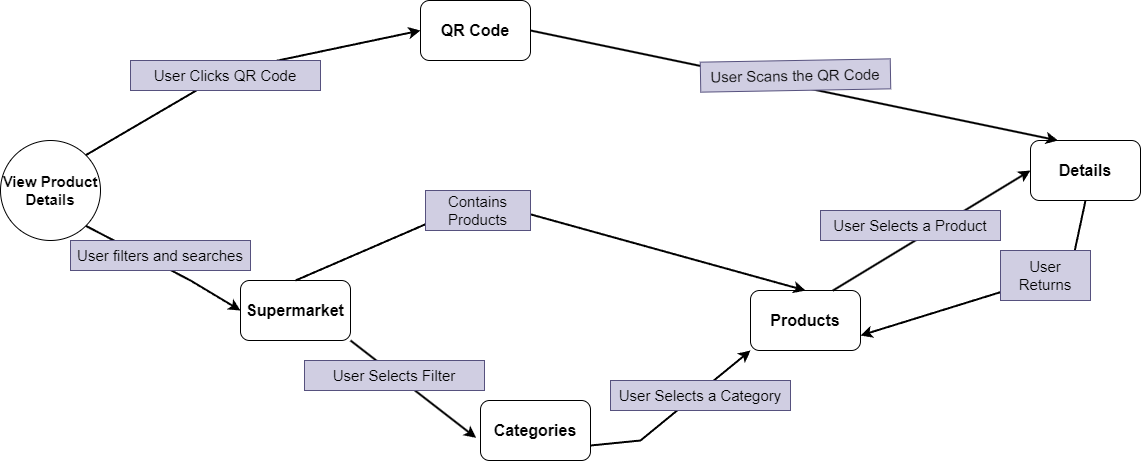 QR Code
User Clicks QR Code
User Scans the QR Code
View Product
Details
Details
Contains
Products
User Selects a Product
User filters and searches
User
Returns
Supermarket
Products
User Selects Filter
User Selects a Category
Categories